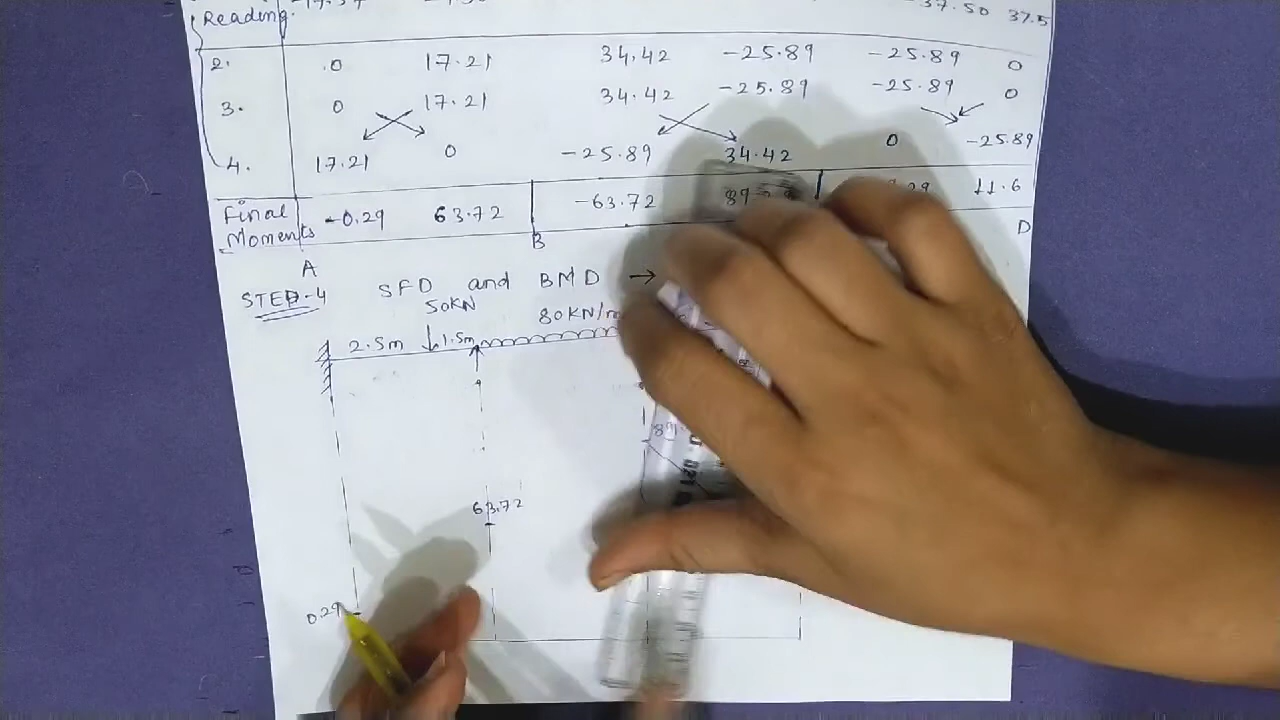 Reading. -37.50 37.5
2. 0 17.21 34.42 -25.89 -25.89 0
3. 0 17.21 34.42 -25.89 -25.89 0
4. 17.21 0 -25.89 34.42 0 -25.89
Final Moments -0.29 63.72 -63.72 11.6
A B D
STEP-4 SFD and BMD →
50KN 80KN/m
2.5m 1.5m
63.72
0.29